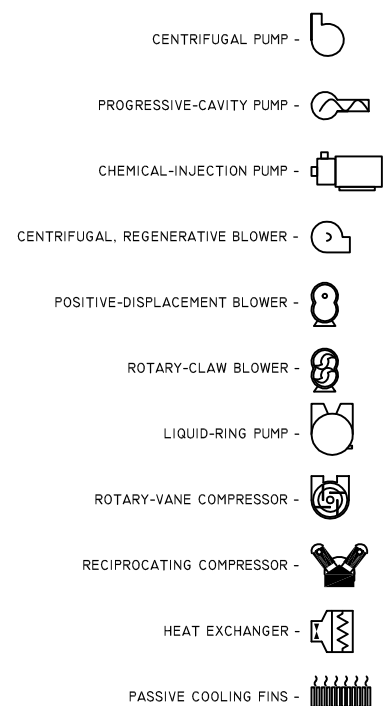 CENTRIFUGAL PUMP -
PROGRESSIVE-CAVITY PUMP -
CHEMICAL-INJECTION PUMP -
CENTRIFUGAL, REGENERATIVE BLOWER -
POSITIVE-DISPLACEMENT BLOWER -
ROTARY-CLAW BLOWER -
LIQUID-RING PUMP -
ROTARY-VANE COMPRESSOR -
RECIPROCATING COMPRESSOR -
HEAT EXCHANGER -
PASSIVE COOLING FINS -